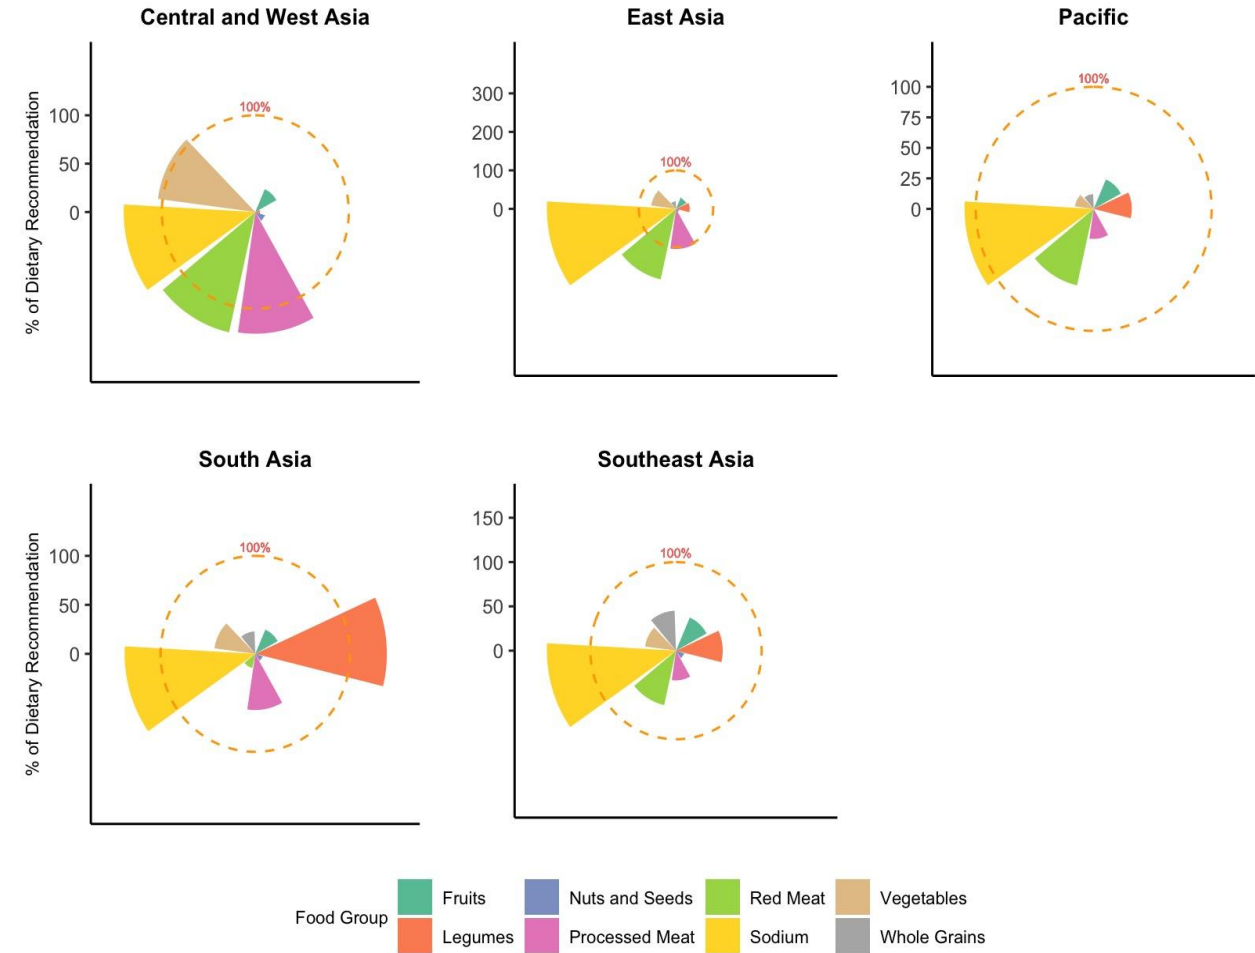 Central and West Asia
East Asia
Pacific
% of Dietary Recommendation
100
50
0
100%
300
200
100
0
100%
100
75
50
25
0
100%
South Asia
Southeast Asia
% of Dietary Recommendation
100
50
0
100%
150
100
50
0
100%
Food Group
Fruits
Nuts and Seeds
Red Meat
Vegetables
Legumes
Processed Meat
Sodium
Whole Grains